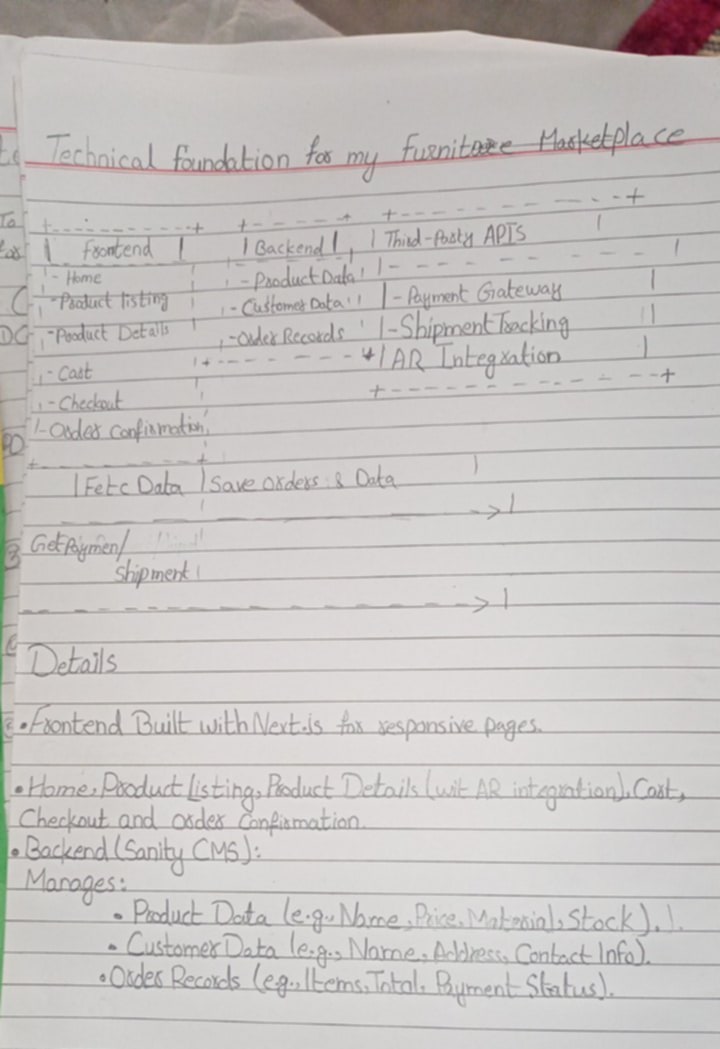 Technical foundation for my furniture Marketplace
+-----------+ +------+ +-----------+
| Frontend | | Backend | | Third-Party APIS |
|- Home |- Product Data | |- - - - - - - |
|- Product listing |- Customer Data | |- Payment Gateway |
|- Product Details |- Order Records | |- Shipment Tracking ||
|- Cart |+-------+ | AR Integration |
|- Checkout +-----------+
|- Order Confirmation
+-----------+
| Fetc Data | Save orders & Data |
------------> |
Get Paymen/
Shipment |
------------> |
Details
• Frontend Built with Next.js for responsive pages.
• Home, Product Listing, Product Details (wit AR integration), Cart,
Checkout and order Confirmation.
• Backend (Sanity CMS):
Manages:
• Product Data (e.g., Name, Price, Material, Stock).
• Customer Data (e.g., Name, Address, Contact Info).
• Order Records (eg., Items, Total, Payment Status).